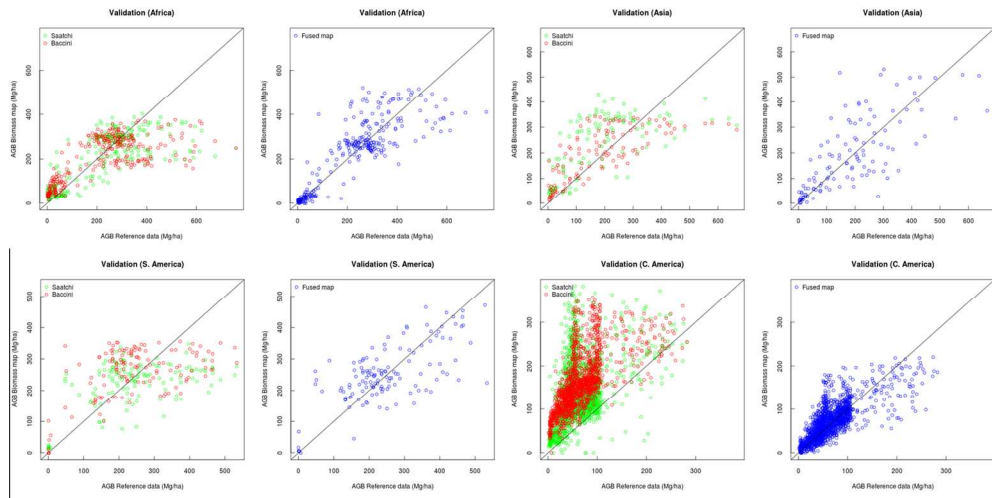 Validation (Africa)
Saatchi
Baccini
AGB Biomass map (Mg/ha)
0 200 400 600
0 200 400 600
AGB Reference data (Mg/ha)
Validation (Africa)
Fused map
AGB Biomass map (Mg/ha)
0 200 400 600
0 200 400 600
AGB Reference data (Mg/ha)
Validation (Asia)
Saatchi
Baccini
AGB Biomass map (Mg/ha)
0 100 200 300 400 600
0 100 200 300 400 500 600
AGB Reference data (Mg/ha)
Validation (Asia)
Fused map
AGB Biomass map (Mg/ha)
0 100 200 300 400 600
0 100 200 300 400 500 600
AGB Reference data (Mg/ha)
Validation (S. America)
Saatchi
Baccini
AGB Biomass map (Mg/ha)
0 100 200 300 400 500
0 100 200 300 400 500
AGB Reference data (Mg/ha)
Validation (S. America)
Fused map
AGB Biomass map (Mg/ha)
0 100 200 300 400 500
0 100 200 300 400 500
AGB Reference data (Mg/ha)
Validation (C. America)
Saatchi
Baccini
AGB Biomass map (Mg/ha)
0 100 200 300
0 100 200 300
AGB Reference data (Mg/ha)
Validation (C. America)
Fused map
AGB Biomass map (Mg/ha)
0 100 200 300
0 100 200 300
AGB Reference data (Mg/ha)